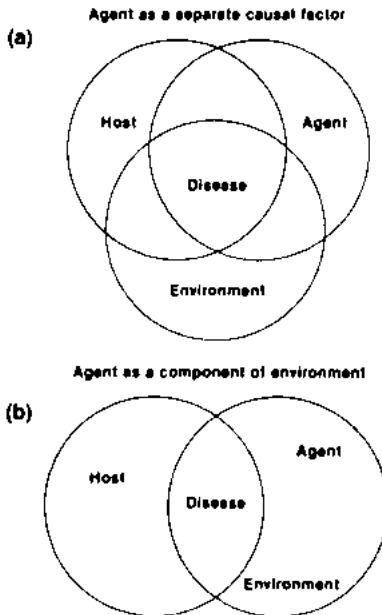 Agent as a separate causal factor
(a)
Host
Agent
Disease
Environment
Agent as a component of environment
(b)
Agent
Host
Disease
Environment